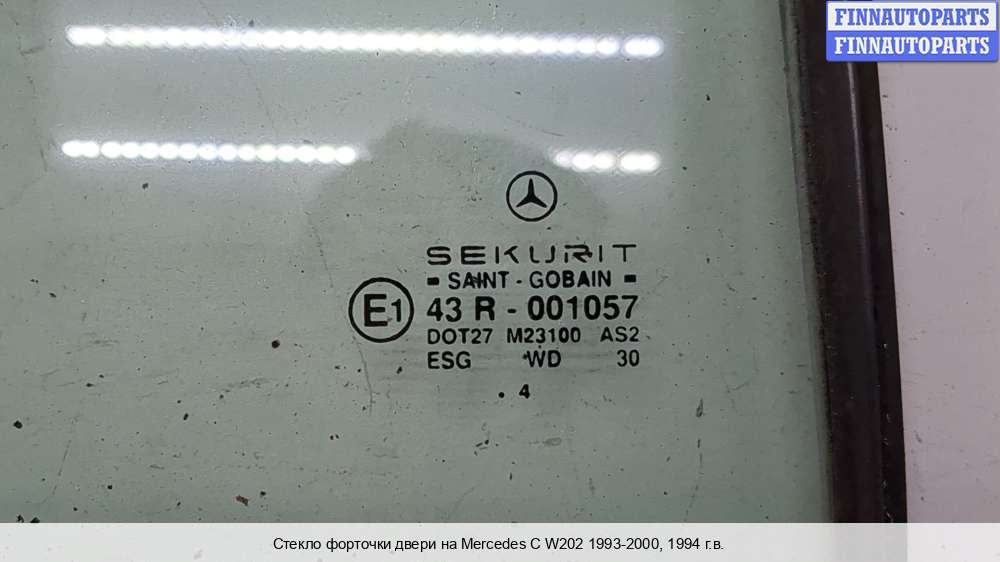 FINNAUTOPARTS
FINNAUTOPARTS
SEKURIT
- SAINT - GOBAIN -
E1
43 R - 001057
DOT27 M23100 AS2
ESG WD 30
. 4
Стекло форточки двери на Mercedes C W202 1993-2000, 1994 г.в.